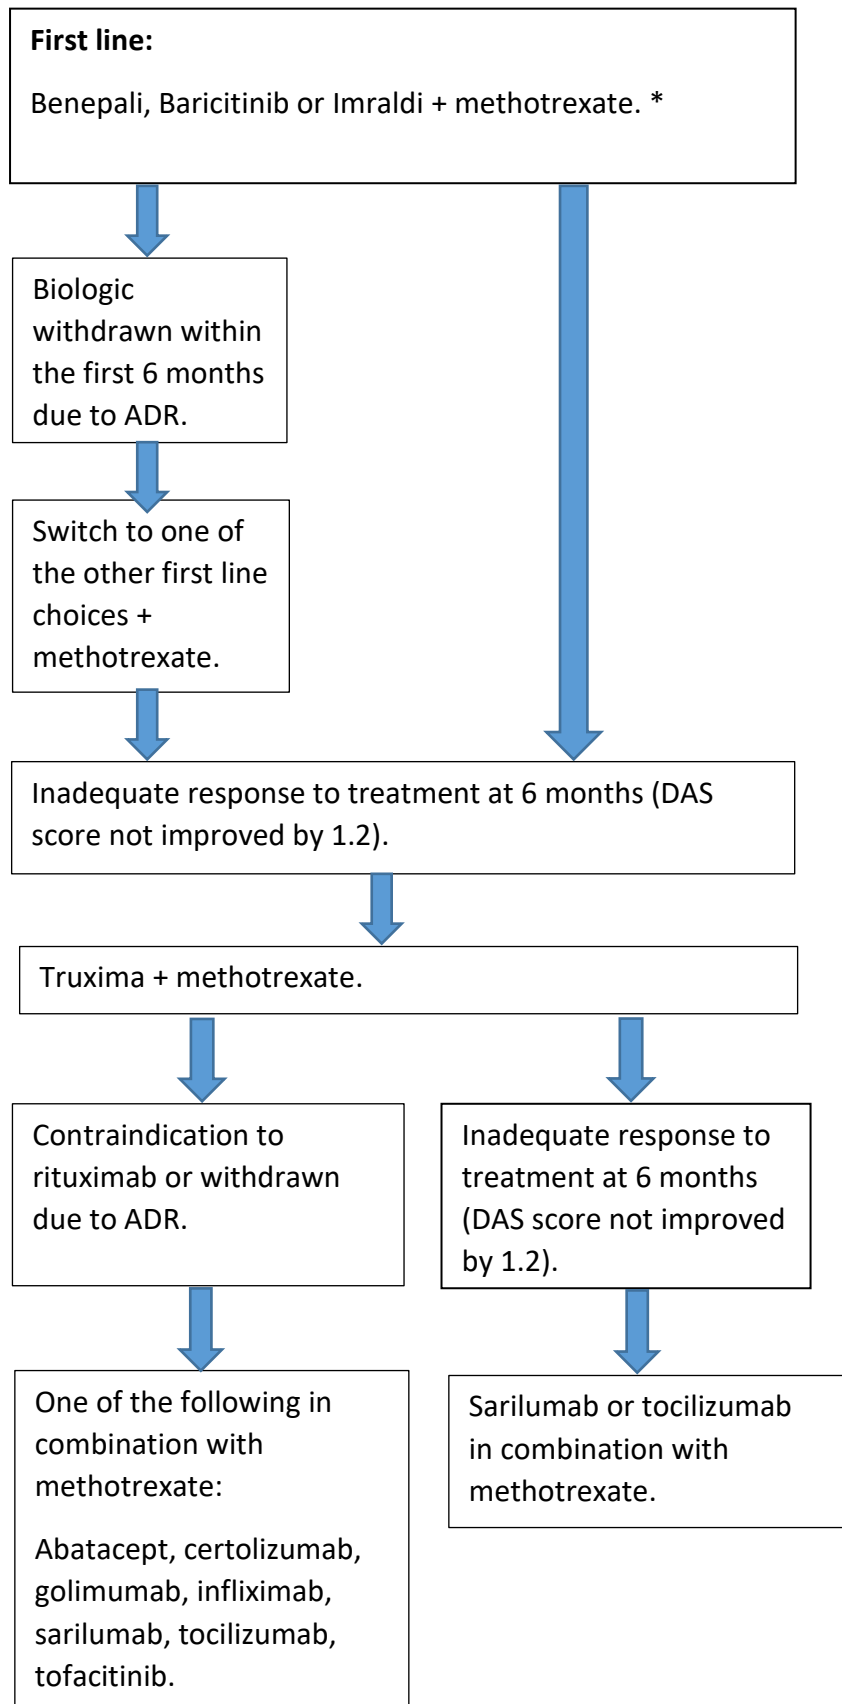 First line:
Benepali, Baricitinib or Imraldi + methotrexate. *
Biologic
withdrawn within
the first 6 months
due to ADR.
Switch to one of
the other first line
choices +
methotrexate.
Inadequate response to treatment at 6 months (DAS
score not improved by 1.2).
Truxima + methotrexate.
Contraindication to
rituximab or withdrawn
due to ADR.
Inadequate response to
treatment at 6 months
(DAS score not improved
by 1.2).
One of the following in
combination with
methotrexate:
Abatacept, certolizumab,
golimumab, infliximab,
sarilumab, tocilizumab,
tofacitinib.
Sarilumab or tocilizumab
in combination with
methotrexate.